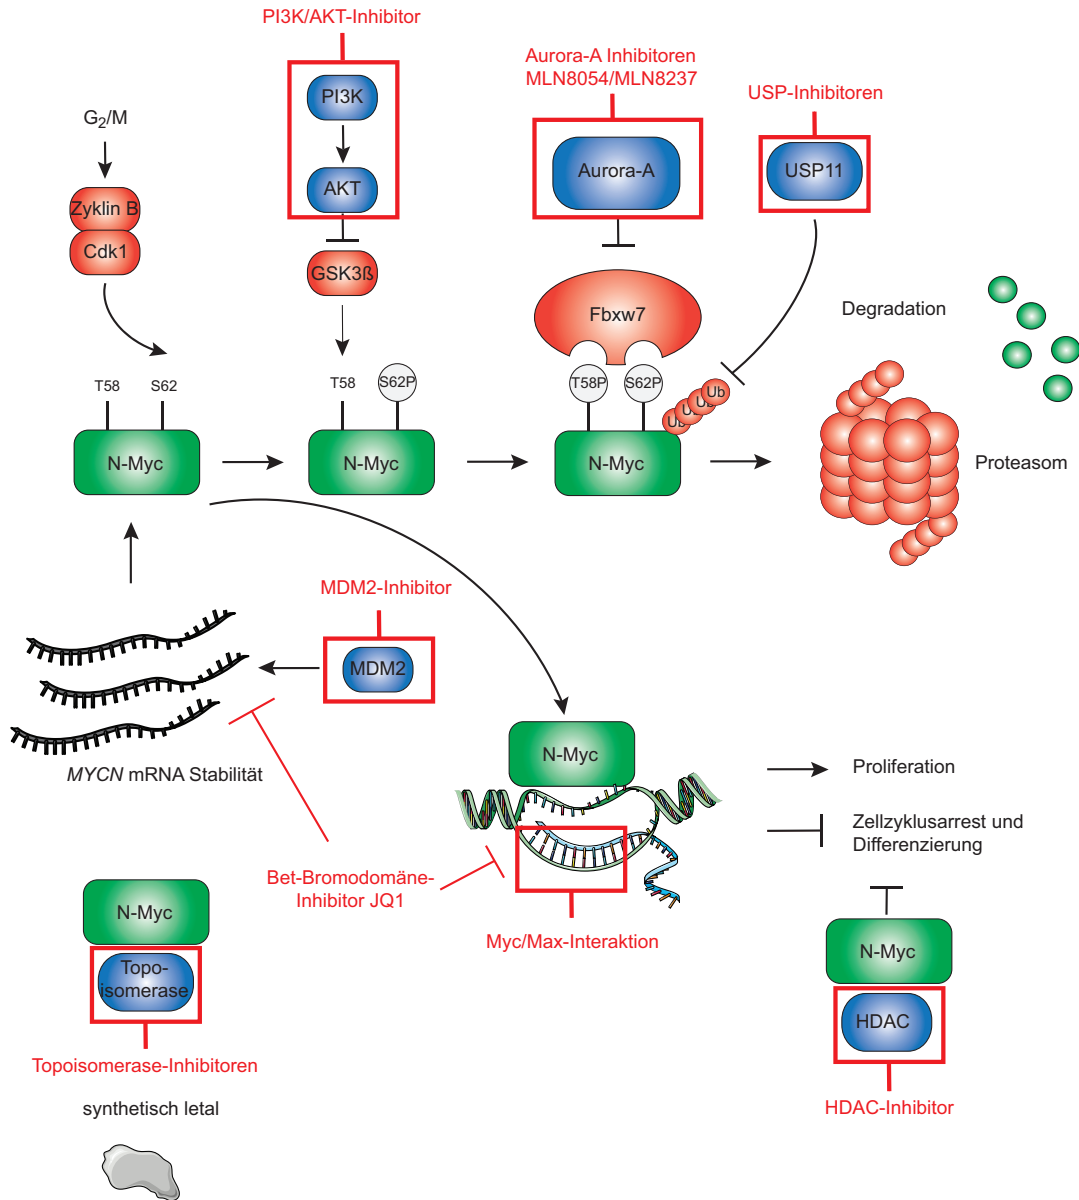 PI3K/AKT-Inhibitor
Aurora-A Inhibitoren
MLN8054/MLN8237
USP-Inhibitoren
G2/M
PI3K
AKT
Aurora-A
USP11
Zyklin B
Cdk1
GSK3ß
Fbxw7
Degradation
T58
S62
T58
S62P
T58P
S62P
Ub
Ub
Ub
Ub
N-Myc
N-Myc
N-Myc
Proteasom
MDM2-Inhibitor
MDM2
MYCN mRNA Stabilität
N-Myc
Proliferation
Zellzyklusarrest und
Differenzierung
Bet-Bromodomäne-
Inhibitor JQ1
Myc/Max-Interaktion
N-Myc
Topo-
isomerase
Topoisomerase-Inhibitoren
synthetisch letal
N-Myc
HDAC
HDAC-Inhibitor